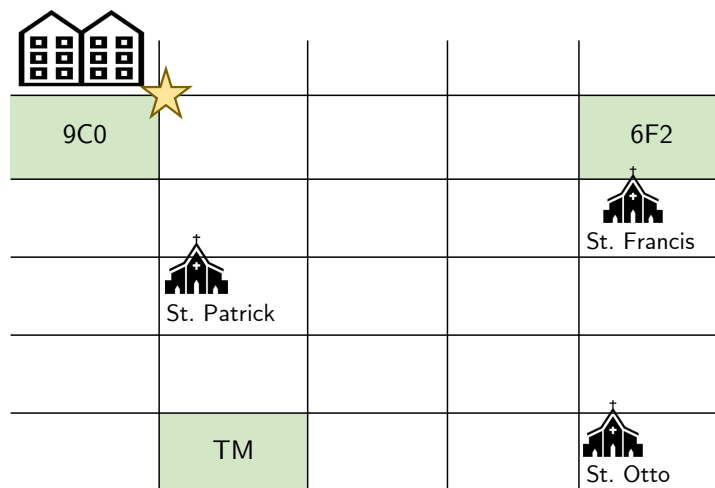 9C0
6F2
St. Francis
St. Patrick
TM
St. Otto